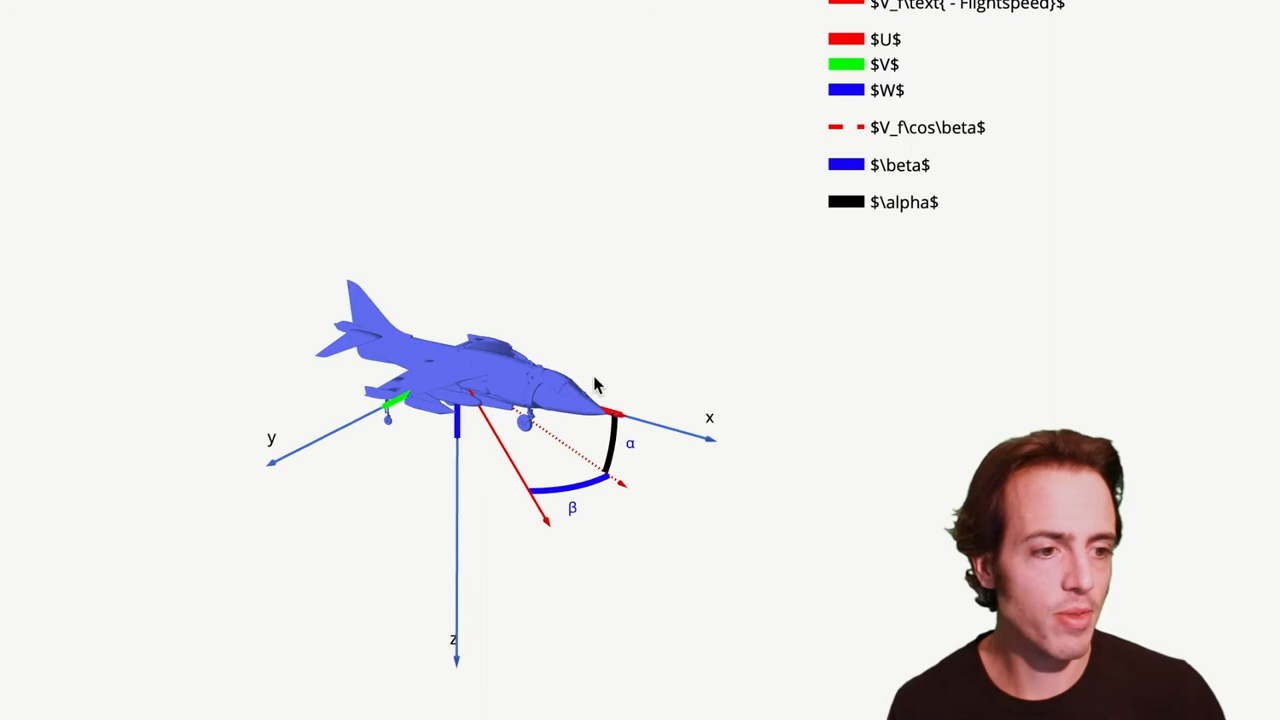 $V_f\text{ - Flightspeed}$
$U$
$V$
$W$
$V_f\cos\beta$
$\beta$
$\alpha$
x
y
α
β
z